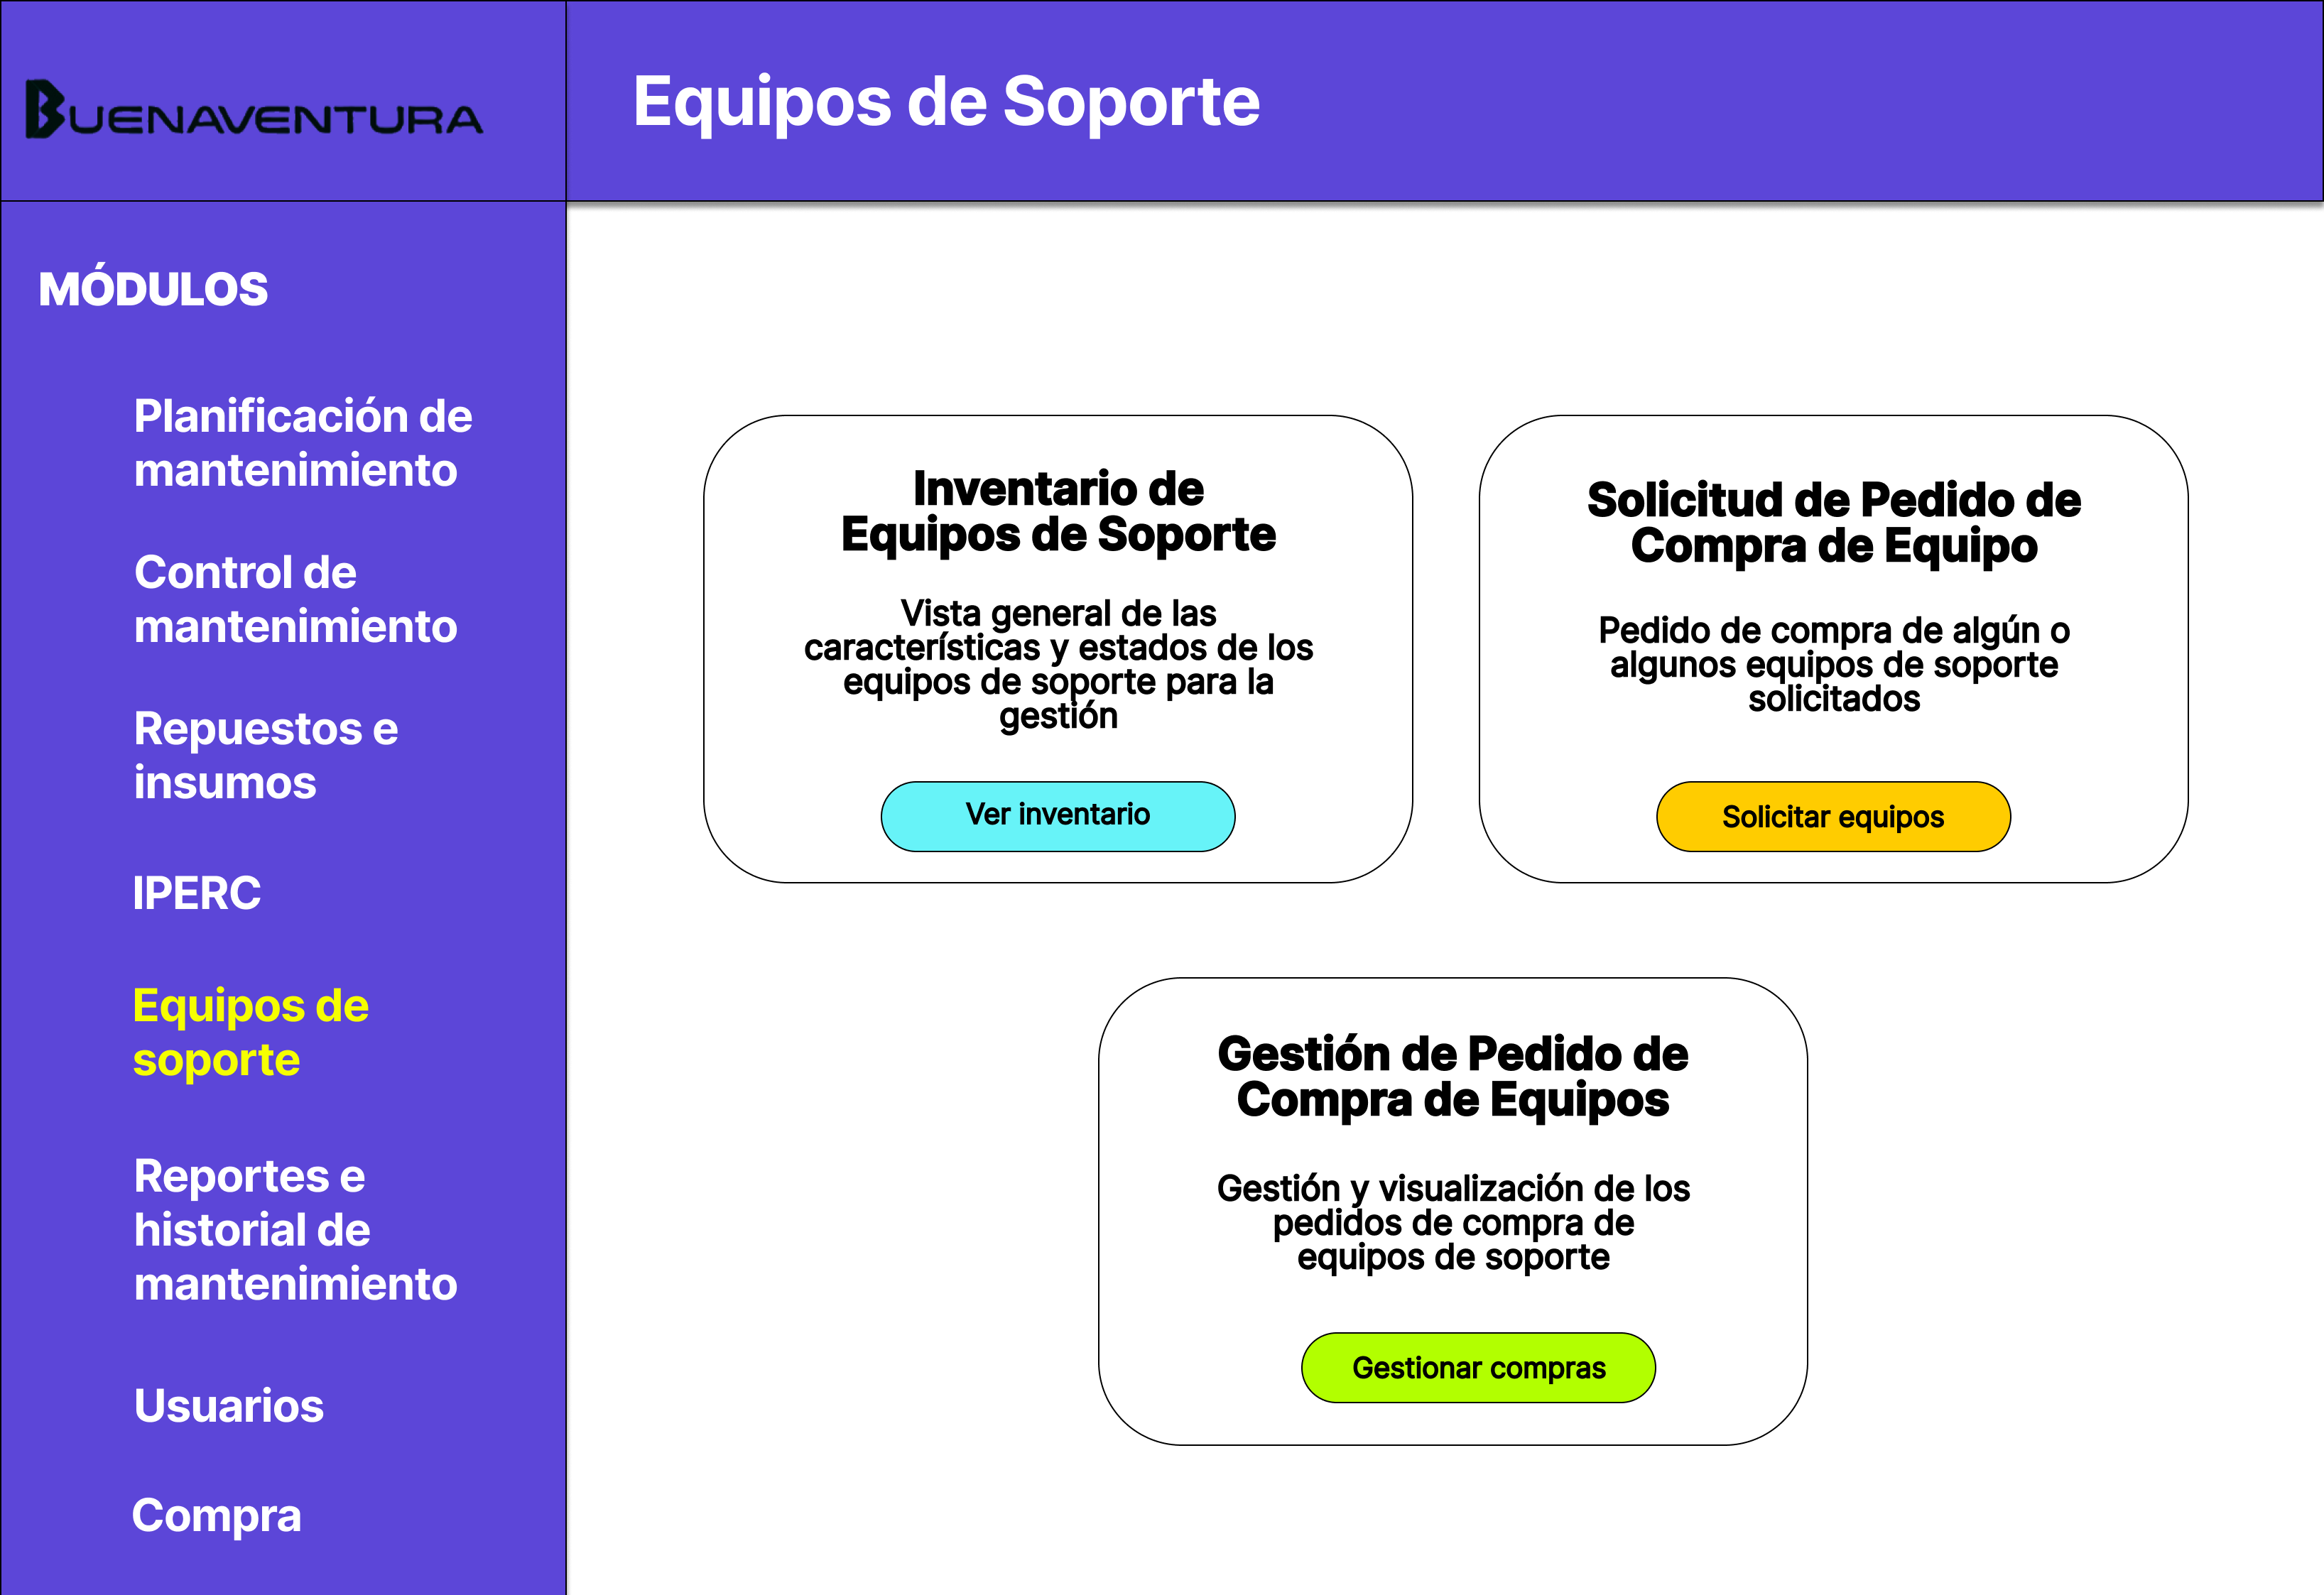 BUENAVENTURA
Equipos de Soporte
MÓDULOS
Planificación de
mantenimiento
Control de
mantenimiento
Repuestos e
insumos
IPERC
Equipos de
soporte
Reportes e
historial de
mantenimiento
Usuarios
Compra
Inventario de
Equipos de Soporte
Vista general de las
características y estados de los
equipos de soporte para la
gestión
Ver inventario
Solicitud de Pedido de
Compra de Equipo
Pedido de compra de algún o
algunos equipos de soporte
solicitados
Solicitar equipos
Gestión de Pedido de
Compra de Equipos
Gestión y visualización de los
pedidos de compra de
equipos de soporte
Gestionar compras